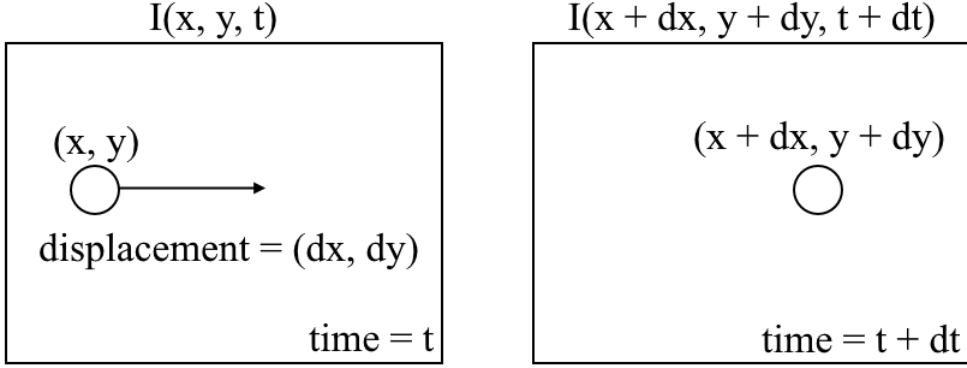 I(x, y, t)
(x, y)
displacement = (dx, dy)
time = t
I(x + dx, y + dy, t + dt)
(x + dx, y + dy)
time = t + dt